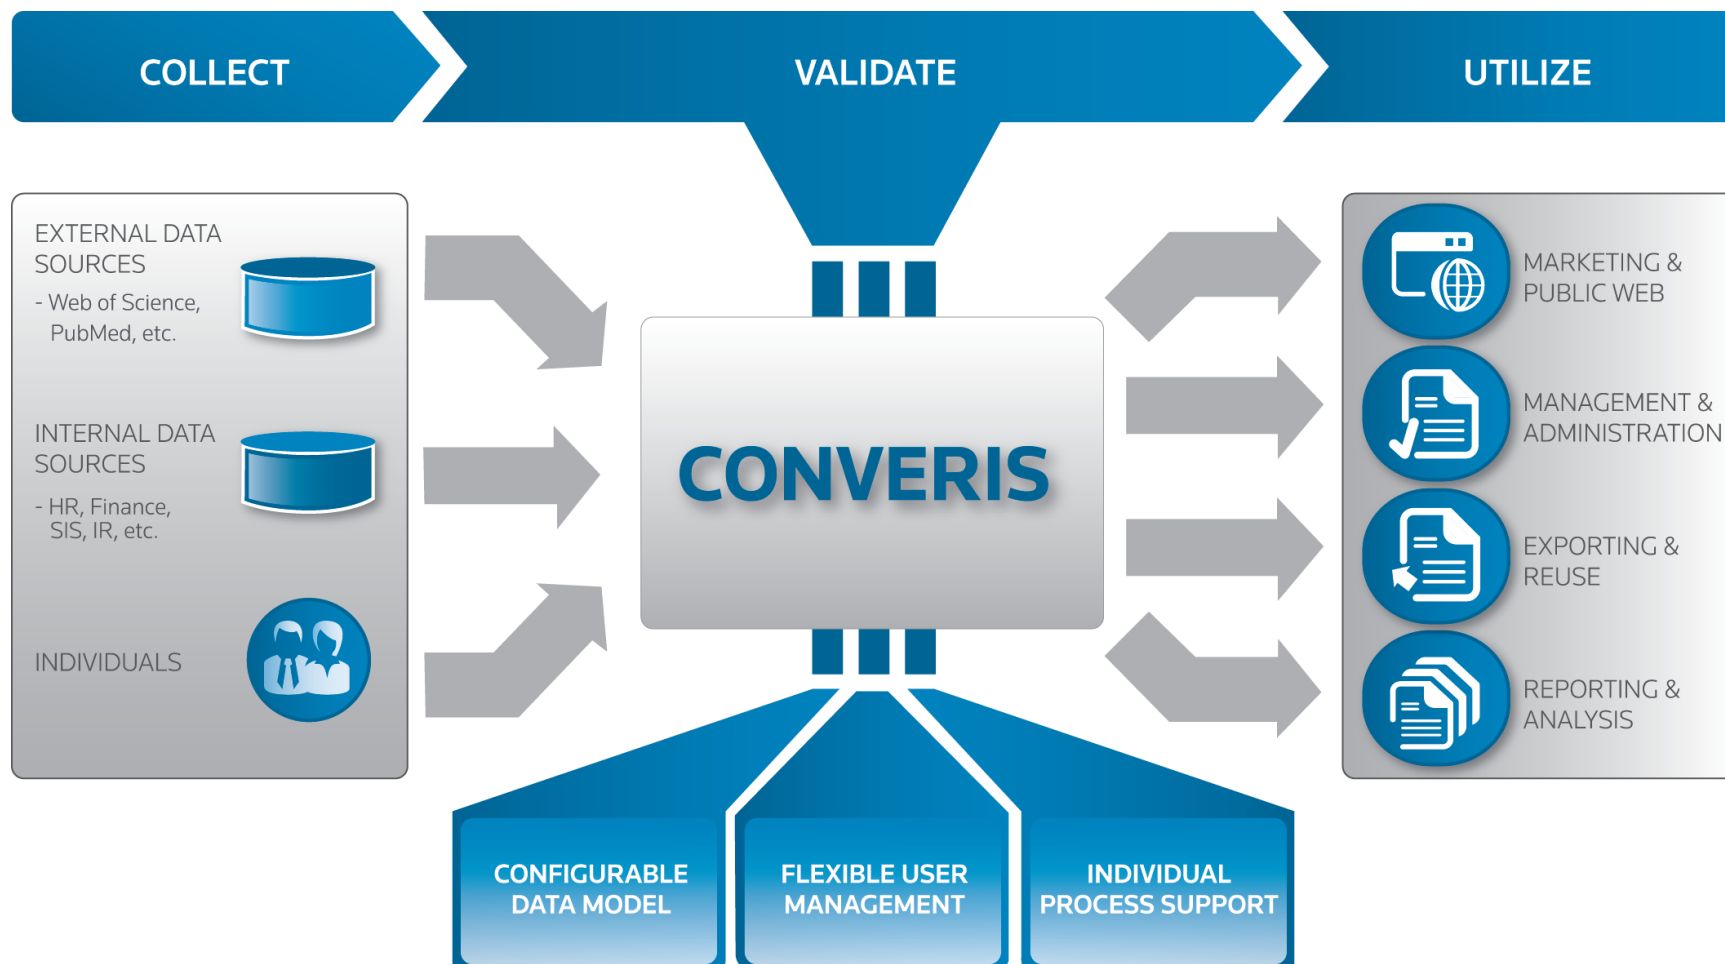 COLLECT
VALIDATE
UTILIZE
EXTERNAL DATA
SOURCES
- Web of Science,
PubMed, etc.
INTERNAL DATA
SOURCES
- HR, Finance,
SIS, IR, etc.
INDIVIDUALS
CONVERIS
MARKETING &
PUBLIC WEB
MANAGEMENT &
ADMINISTRATION
EXPORTING &
REUSE
REPORTING &
ANALYSIS
CONFIGURABLE
DATA MODEL
FLEXIBLE USER
MANAGEMENT
INDIVIDUAL
PROCESS SUPPORT